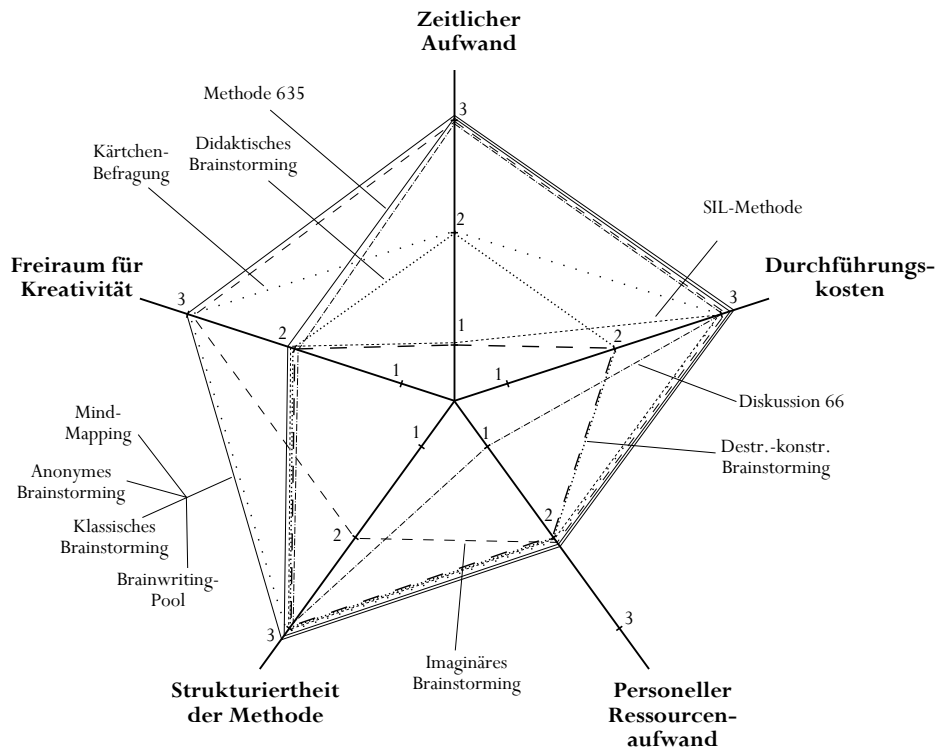 Zeitlicher
Aufwand
Methode 635
3
Didaktisches
Brainstorming
Kärtchen-
Befragung
SIL-Methode
2
Freiraum für
Kreativität
Durchführungs-
kosten
3
3
2
1
2
1
1
Diskussion 66
Mind-
Mapping
1
1
Destr.-konstr.
Brainstorming
Anonymes
Brainstorming
Klassisches
Brainstorming
2
2
Brainwriting-
Pool
3
3
Imaginäres
Brainstorming
Strukturiertheit
der Methode
Personeller
Ressourcen-
aufwand